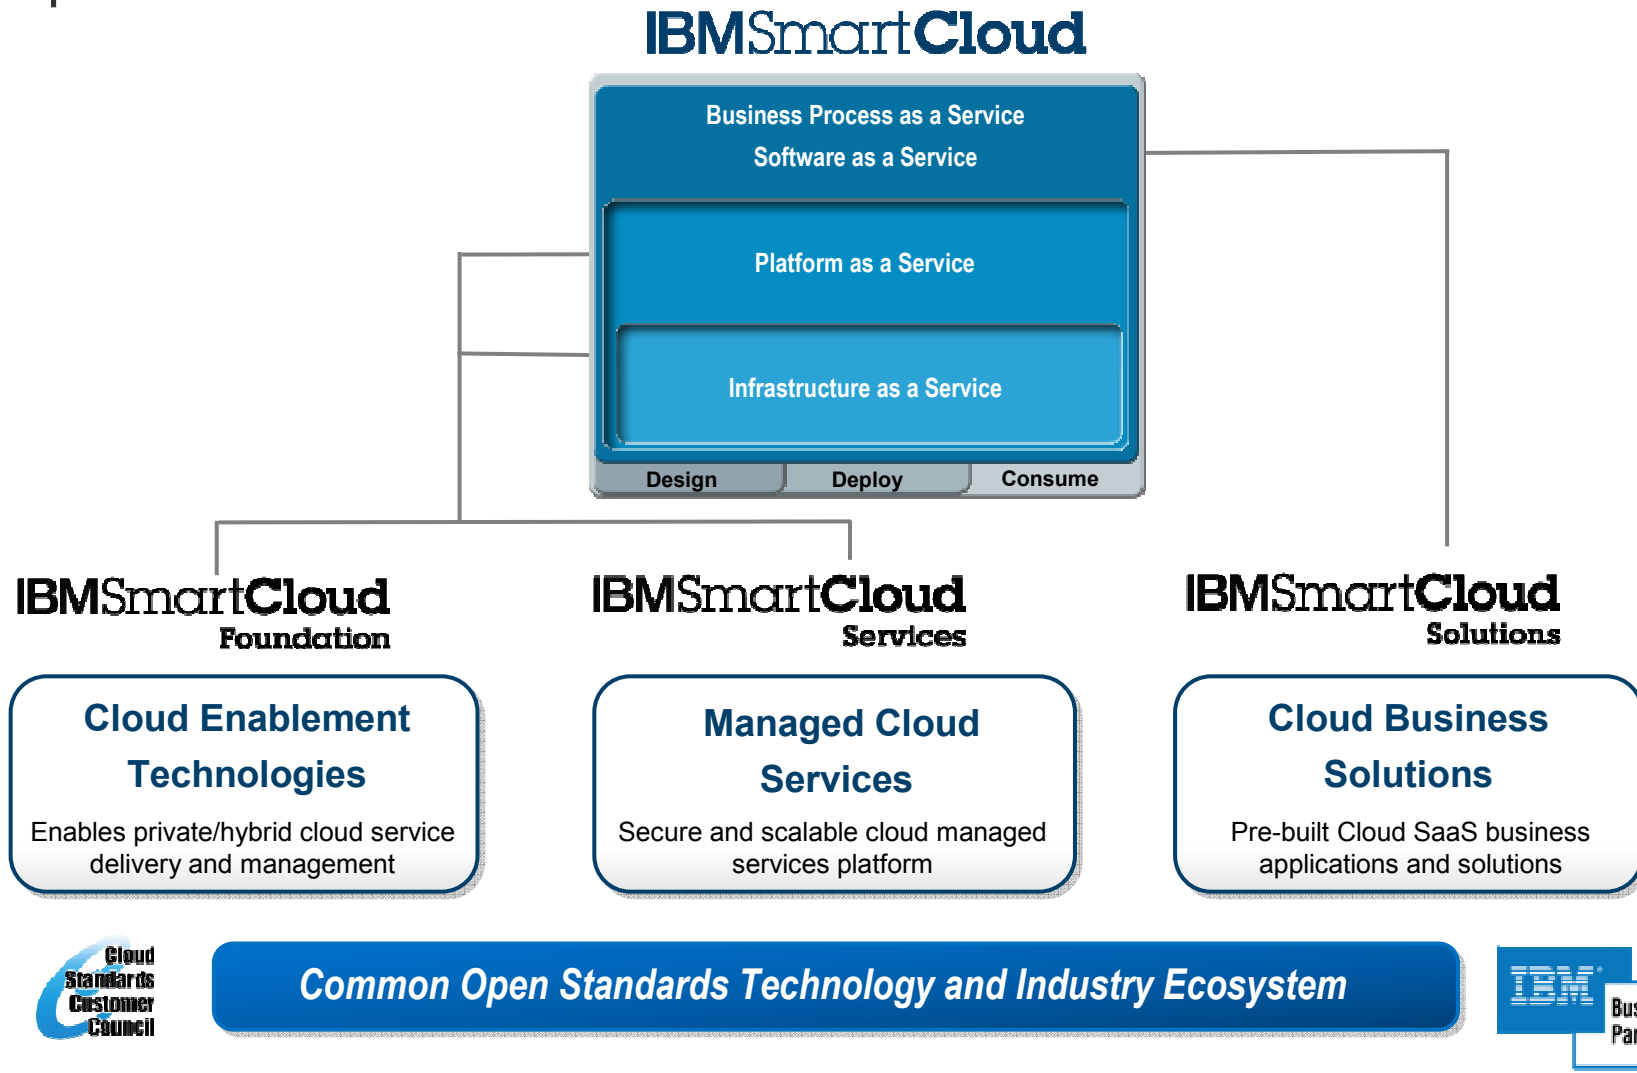 IBMSmartCloud
Business Process as a Service
Software as a Service
Platform as a Service
Infrastructure as a Service
Design Deploy Consume
IBMSmartCloud
Foundation
IBMSmartCloud
Services
IBMSmartCloud
Solutions
Cloud Enablement
Technologies
Enables private/hybrid cloud service
delivery and management
Managed Cloud
Services
Secure and scalable cloud managed
services platform
Cloud Business
Solutions
Pre-built Cloud SaaS business
applications and solutions
Cloud
Standards
Customer
Council
Common Open Standards Technology and Industry Ecosystem
IBM